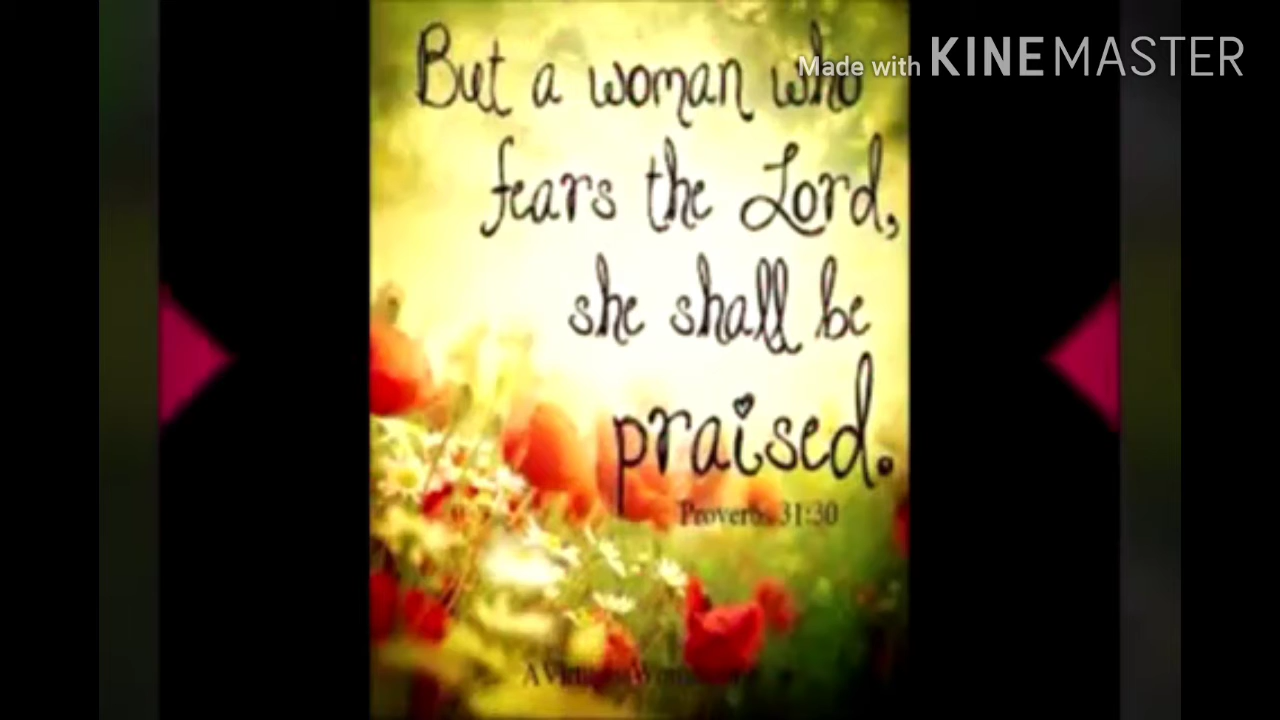 But a woman who
fears the Lord,
she shall be
praised.
Proverbs 31:30
Made with KINEMASTER